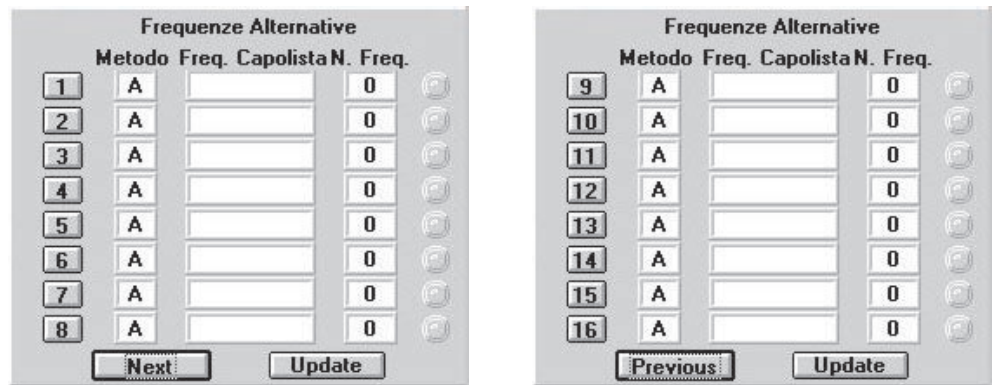 Frequenze Alternative
Metodo Freq. Capolista N. Freq.
1 A 0
2 A 0
3 A 0
4 A 0
5 A 0
6 A 0
7 A 0
8 A 0
Next Update
Frequenze Alternative
Metodo Freq. Capolista N. Freq.
9 A 0
10 A 0
11 A 0
12 A 0
13 A 0
14 A 0
15 A 0
16 A 0
Previous Update